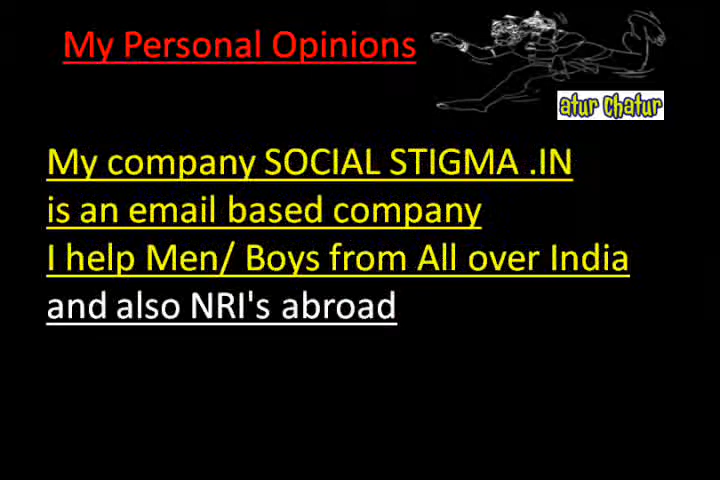 My Personal Opinions
atur chatur
My company SOCIAL STIGMA .IN
is an email based company
I help Men/ Boys from All over India
and also NRI's abroad